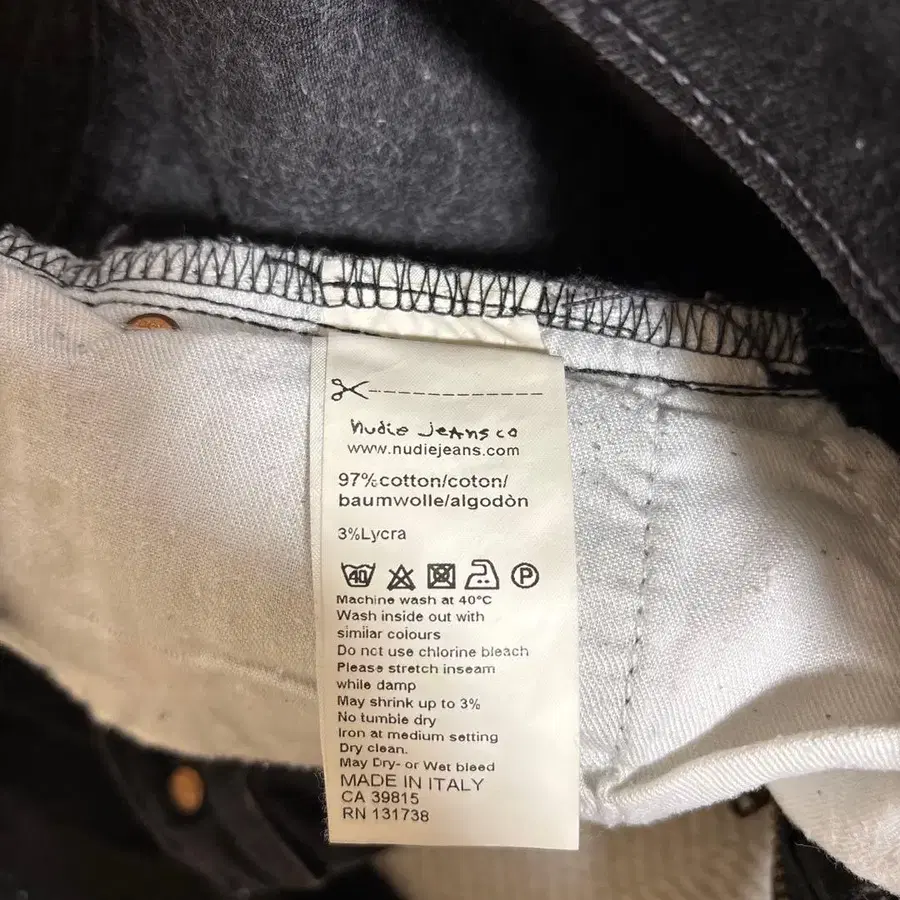 nudie jeans co
www.nudiejeans.com
97%cotton/coton/
baumwolle/algodòn
3%Lycra
40 P
Machine wash at 40°C
Wash inside out with
similar colours
Do not use chlorine bleach
Please stretch inseam
while damp
May shrink up to 3%
No tumble dry
Iron at medium setting
Dry clean.
May Dry- or Wet bleed
MADE IN ITALY
CA 39815
RN 131738